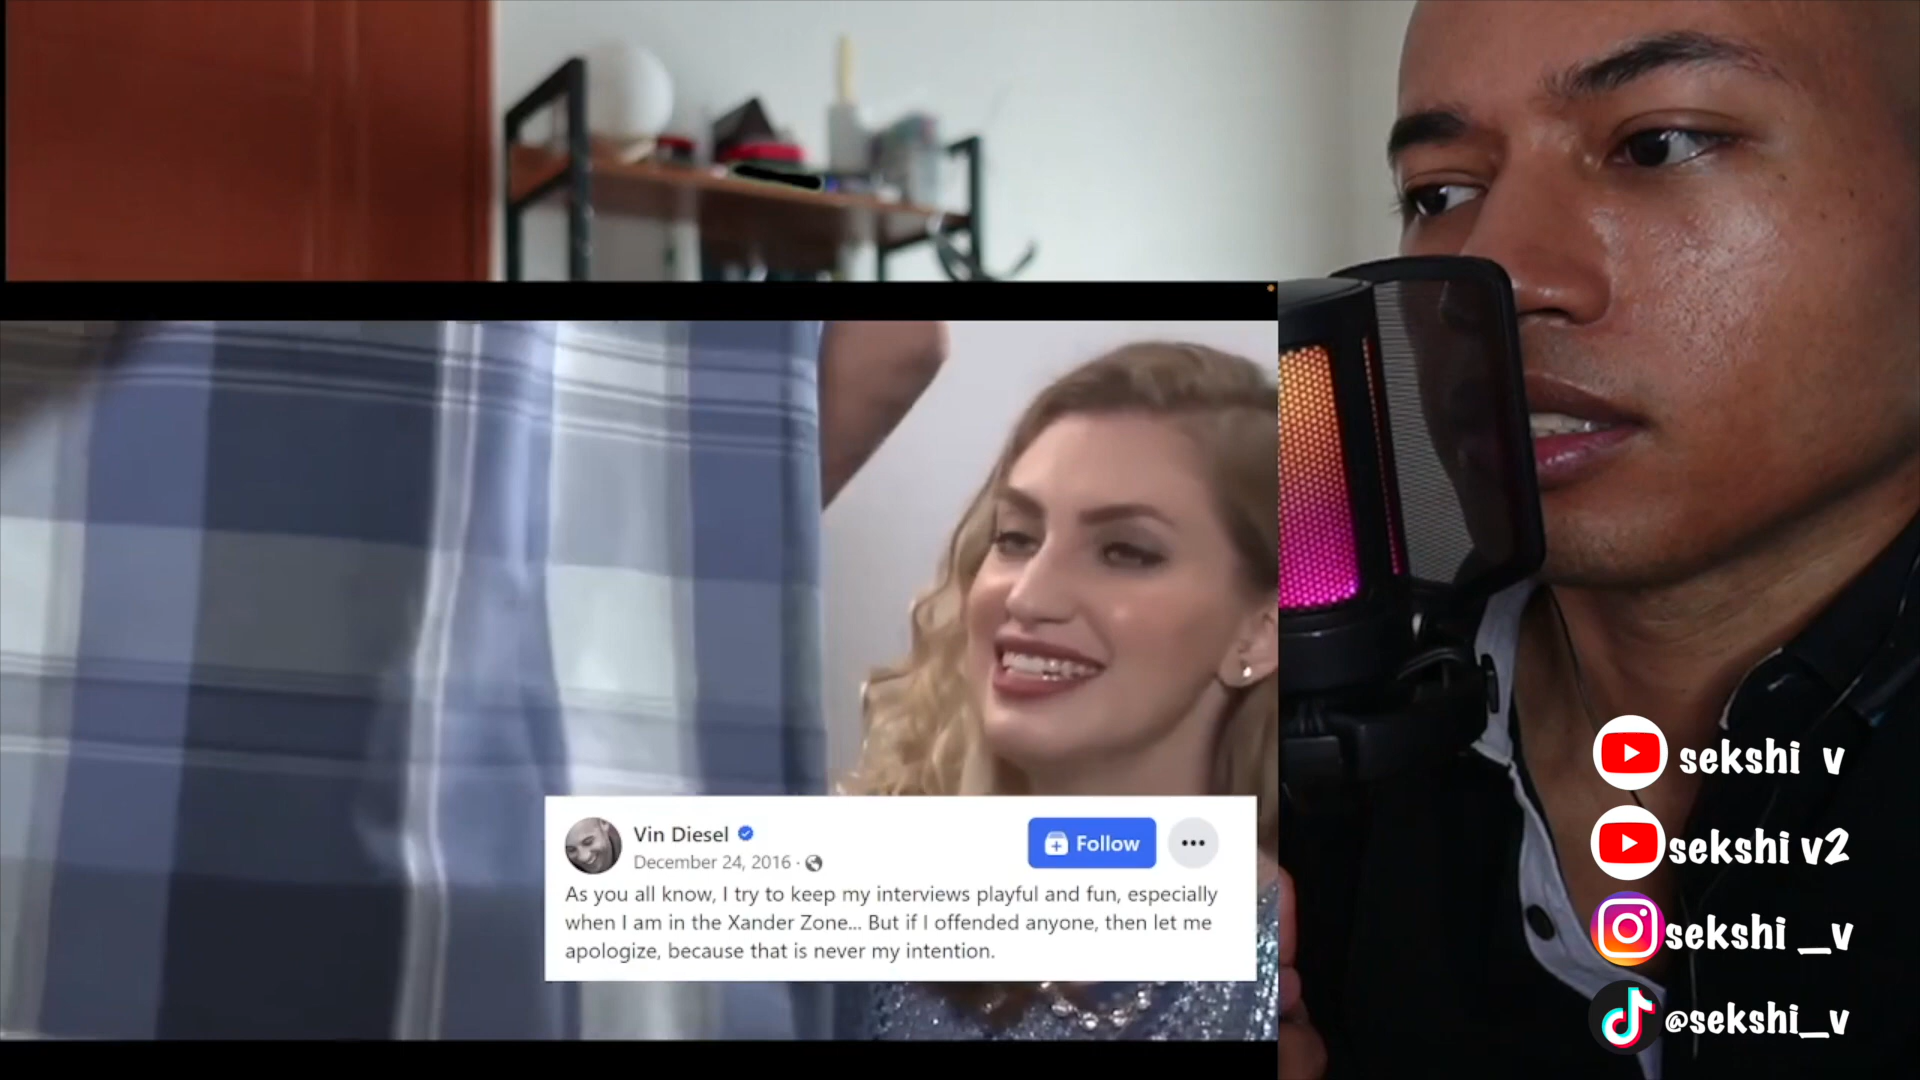 Vin Diesel
Follow
December 24, 2016
As you all know, I try to keep my interviews playful and fun, especially
when I am in the Xander Zone... But if I offended anyone, then let me
apologize, because that is never my intention.
sekshi v
sekshi v2
sekshi __v
@sekshi__v